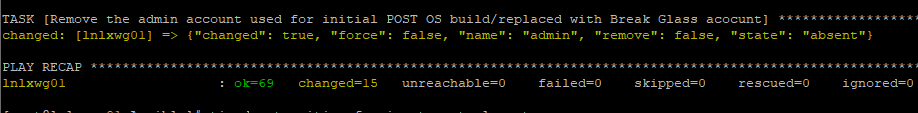 TASK [Remove the admin account used for initial POST OS build/replaced with Break Glass acocunt] *******************
changed: [lnlxwg01] => {"changed": true, "force": false, "name": "admin", "remove": false, "state": "absent"}
PLAY RECAP *********************************************************************************************************
lnlxwg01 : ok=69 changed=15 unreachable=0 failed=0 skipped=0 rescued=0 ignored=0